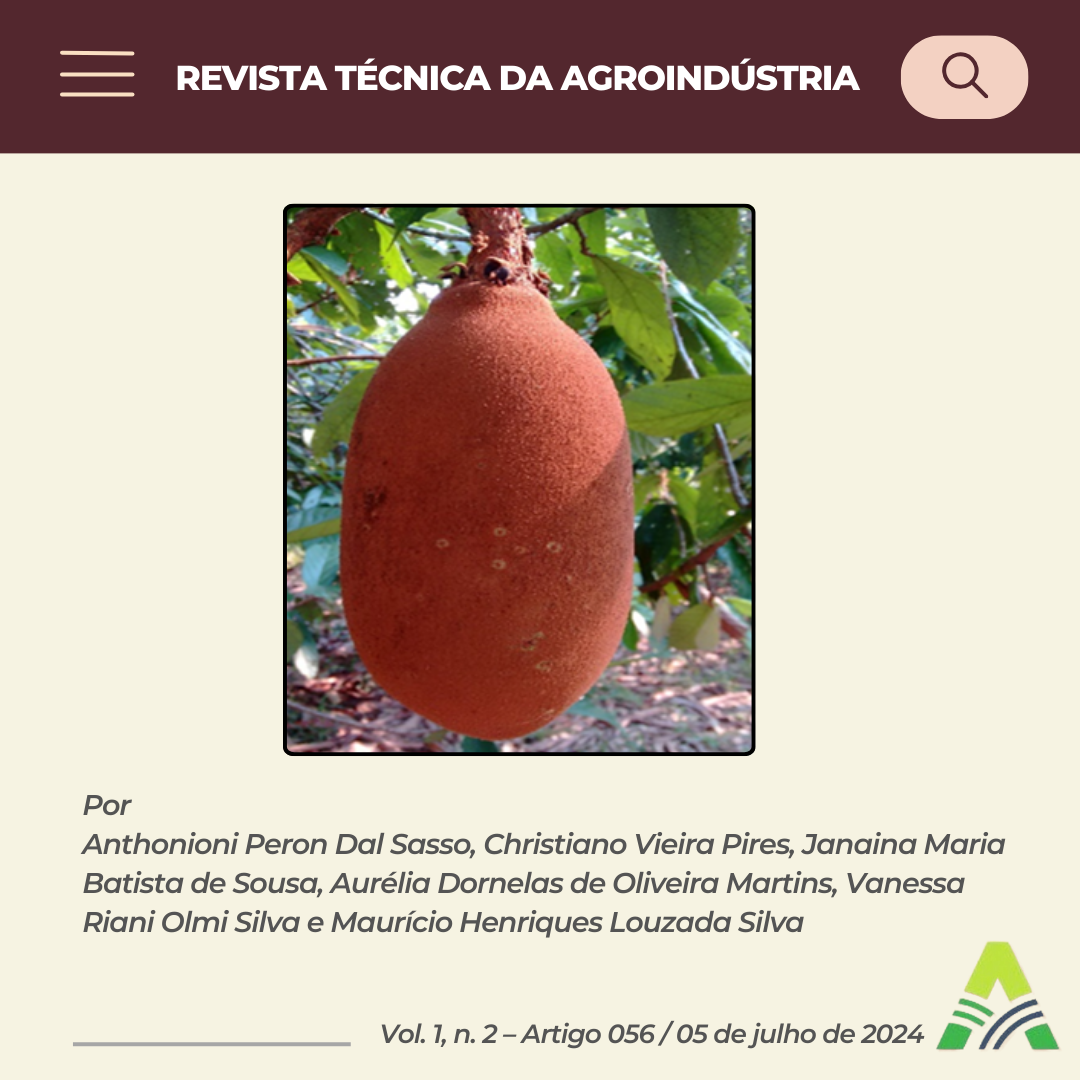 REVISTA TÉCNICA DA AGROINDÚSTRIA
Por
Anthonioni Peron Dal Sasso, Christiano Vieira Pires, Janaina Maria
Batista de Sousa, Aurélia Dornelas de Oliveira Martins, Vanessa
Riani Olmi Silva e Maurício Henriques Louzada Silva
Vol. 1, n. 2 – Artigo 056 / 05 de julho de 2024